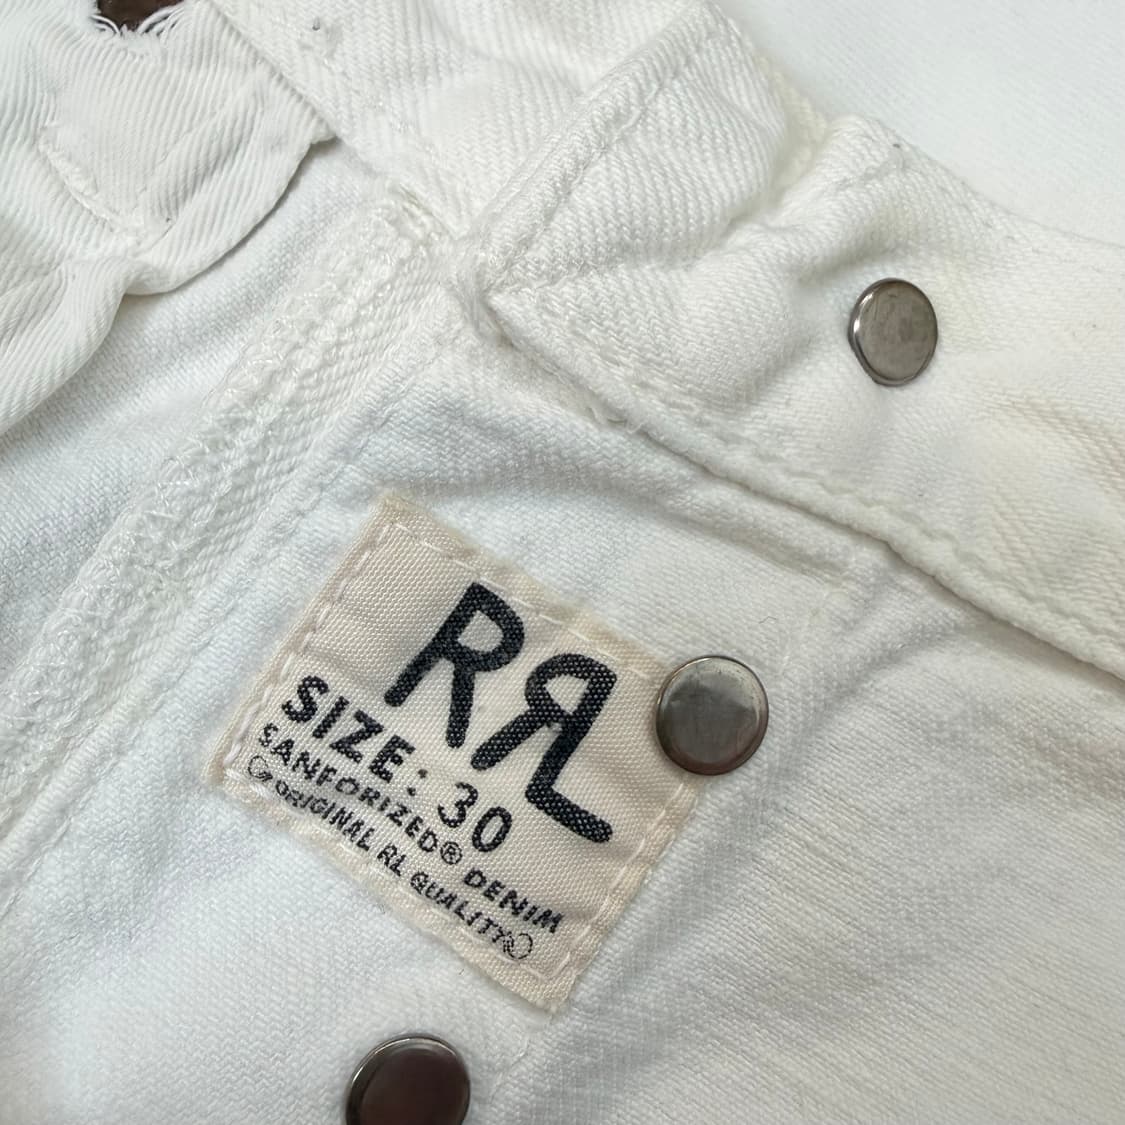 RRL
SIZE: 30
SANFORIZED® DENIM
ORIGINAL RL QUALITY